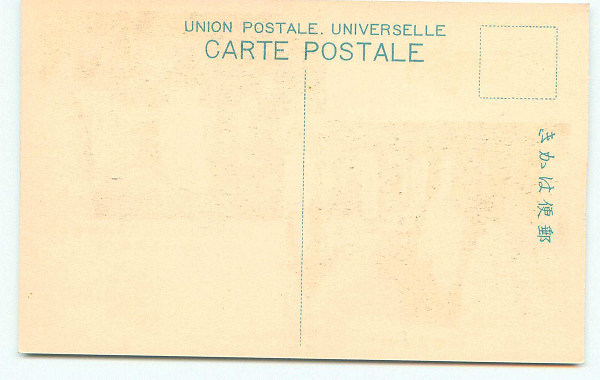 UNION POSTALE. UNIVERSELLE
CARTE POSTALE
郵便はかき